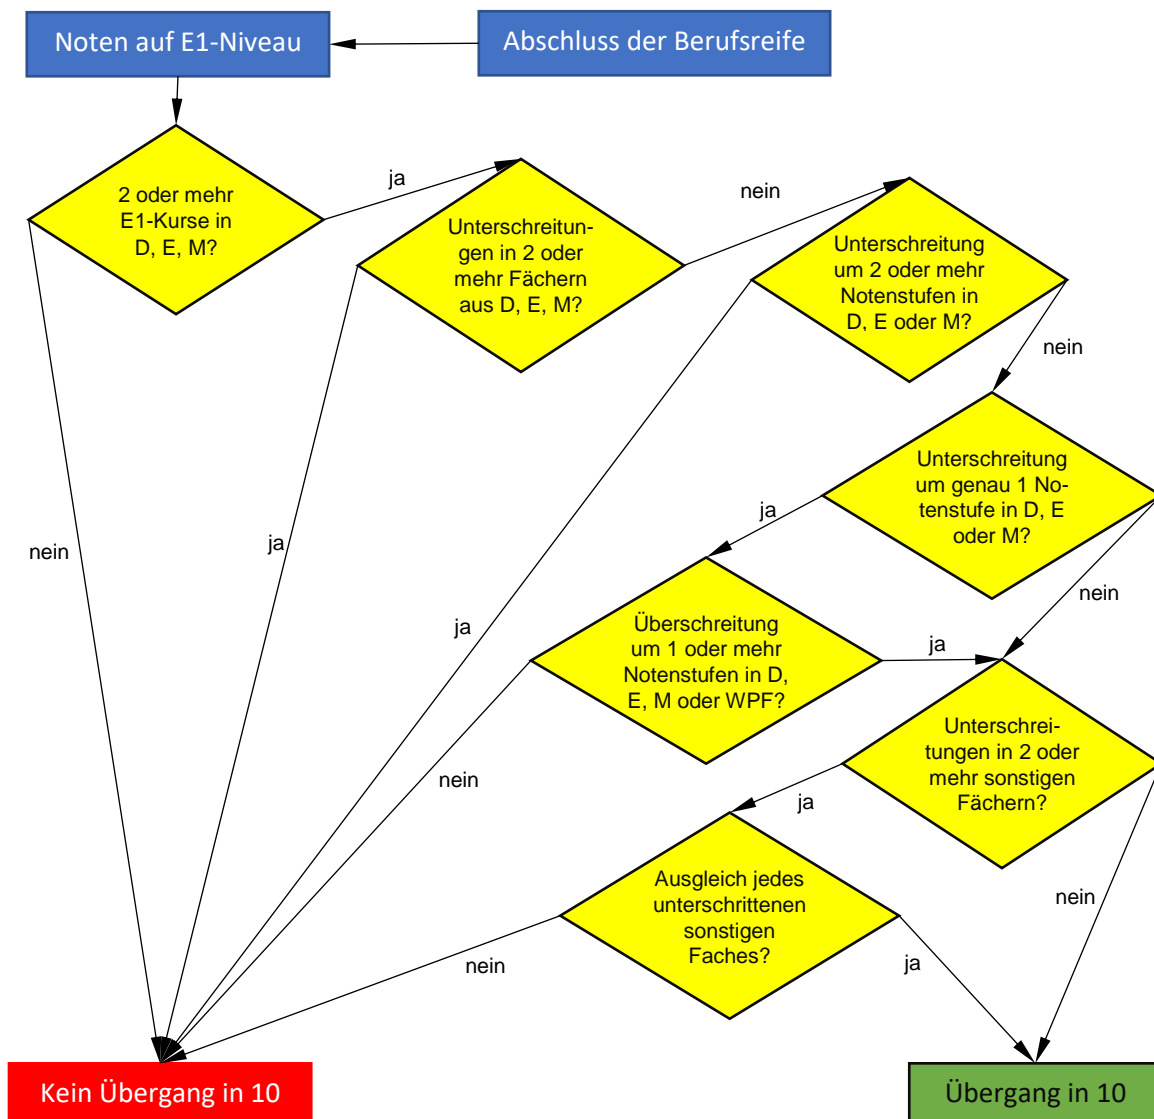 Noten auf E1-Niveau
Abschluss der Berufsreife
2 oder mehr
E1-Kurse in
D, E, M?
ja
Unterschreitun-
gen in 2 oder
mehr Fächern
aus D, E, M?
nein
Unterschreitung
um 2 oder mehr
Notenstufen in
D, E oder M?
nein
Unterschreitung
um genau 1 No-
tenstufe in D, E
oder M?
ja
nein
ja
nein
ja
Überschreitung
um 1 oder mehr
Notenstufen in D,
E, M oder WPF?
ja
nein
Unterschrei-
tungen in 2 oder
mehr sonstigen
Fächern?
ja
nein
Ausgleich jedes
unterschrittenen
sonstigen
Faches?
nein
ja
Kein Übergang in 10
Übergang in 10